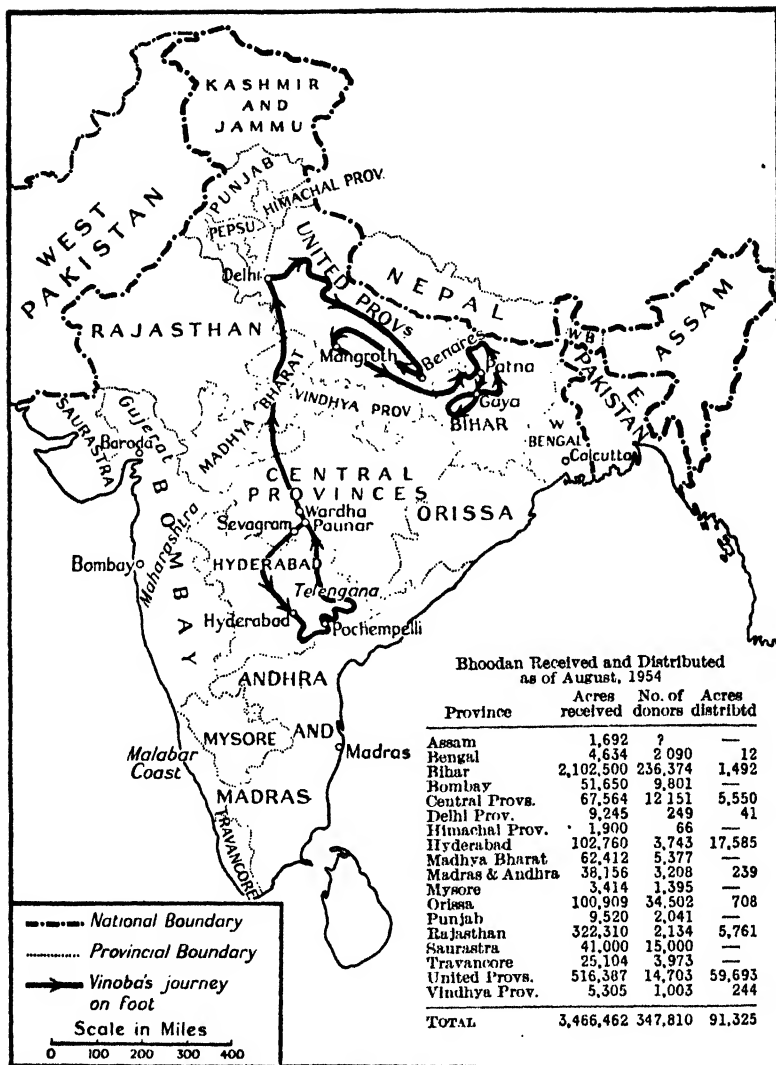 KASHMIR
AND
JAMMU
PUNJAB
HIMACHAL PROV.
PEPSU
WEST
PAKISTAN
Delhi
UNITED PROVs
NEPAL
ASSAM
RAJASTHAN
W B
Mangroth
Benares
Patna
Gaya
BIHAR
E
PAKISTAN
MADHYA BHARAT
VINDHYA PROV
SAURASTRA
Gujerat
Baroda
W
BENGAL
Calcutta
CENTRAL
PROVINCES
ORISSA
Wardha
Sevagram
Paunar
Bombay
Maharashtra
BOMBAY
HYDERABAD
Telengana
Hyderabad
Pochempelli
ANDHRA
MYSORE
AND
Madras
Malabar
Coast
MADRAS
TRAVANCORE
Bhoodan Received and Distributed
as of August, 1954
Province Acres received No. of donors Acres distribtd
Assam 1,692 ? —
Bengal 4,634 2 090 12
Bihar 2,102,500 236,374 1,492
Bombay 51,650 9,801 —
Central Provs. 67,564 12 151 5,550
Delhi Prov. 9,245 249 41
Himachal Prov. 1,900 66 —
Hyderabad 102,760 3,743 17,585
Madhya Bharat 62,412 5,377 —
Madras & Andhra 38,156 3,208 239
Mysore 3,414 1,395 —
Orissa 100,909 34,502 708
Punjab 9,520 2,041 —
Rajasthan 322,310 2,134 5,761
Saurastra 41,000 15,000 —
Travancore 25,104 3,973 —
United Provs. 516,387 14,703 59,693
Vindhya Prov. 5,305 1,003 244
TOTAL 3,466,462 347,810 91,325
National Boundary
Provincial Boundary
Vinoba's journey
on foot
Scale in Miles
0 100 200 300 400